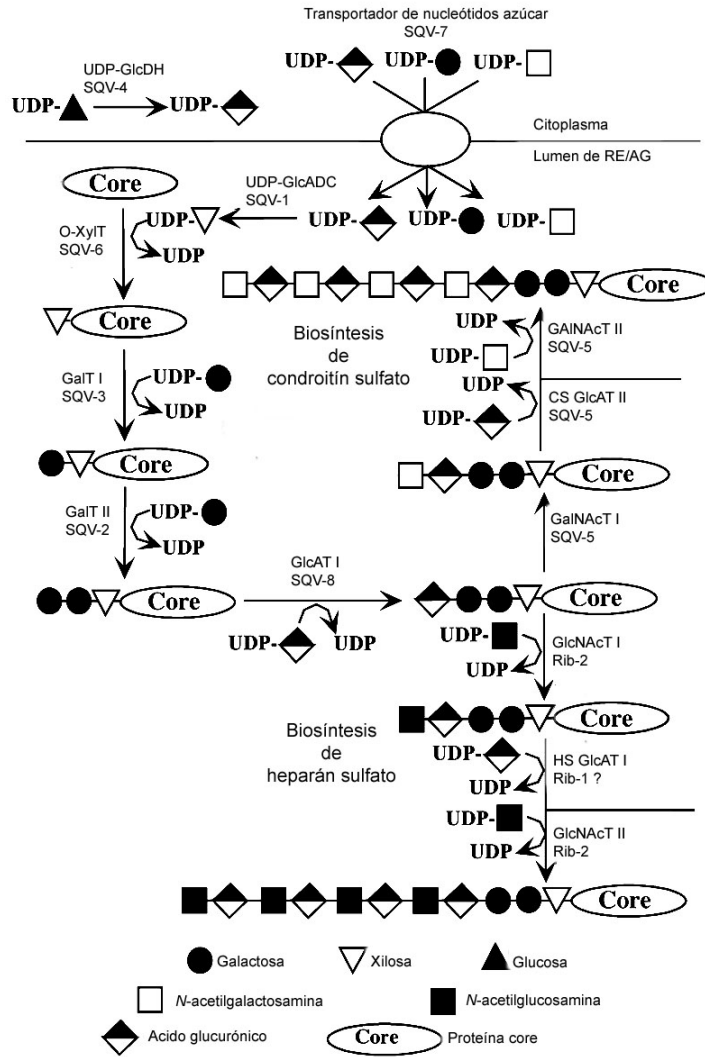 Transportador de nucleótidos azúcar
SQV-7
UDP-GlcDH
SQV-4
UDP-
UDP-
UDP-
UDP-
UDP-
Citoplasma
Lumen de RE/AG
Core
UDP-GlcADC
SQV-1
UDP-
UDP-
UDP-
UDP-
O-XylT
SQV-6
UDP
Core
Core
Biosíntesis
de
condroitín sulfato
UDP
GAlNAcT II
SQV-5
UDP-
UDP
CS GlcAT II
SQV-5
UDP-
GalT I
SQV-3
UDP-
UDP
Core
Core
GalT II
SQV-2
UDP-
UDP
GalNAcT I
SQV-5
Core
GlcAT I
SQV-8
UDP-
UDP
Core
UDP-
UDP
GlcNAcT I
Rib-2
Core
Biosíntesis
de
heparán sulfato
UDP-
UDP
HS GlcAT I
Rib-1 ?
UDP-
UDP
GlcNAcT II
Rib-2
Core
Galactosa
Xilosa
Glucosa
N-acetilgalactosamina
N-acetilglucosamina
Acido glucurónico
Core
Proteína core